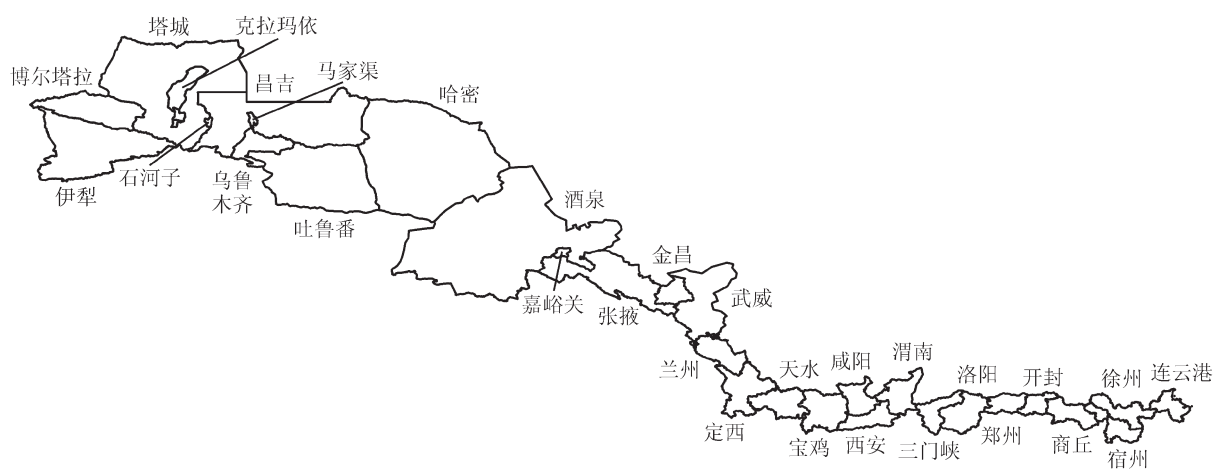 塔城
克拉玛依
博尔塔拉
昌吉
马家渠
哈密
伊犁
石河子
乌鲁
木齐
吐鲁番
酒泉
嘉峪关
金昌
张掖
武威
兰州
定西
天水
宝鸡
咸阳
西安
渭南
三门峡
洛阳
郑州
开封
商丘
徐州
宿州
连云港